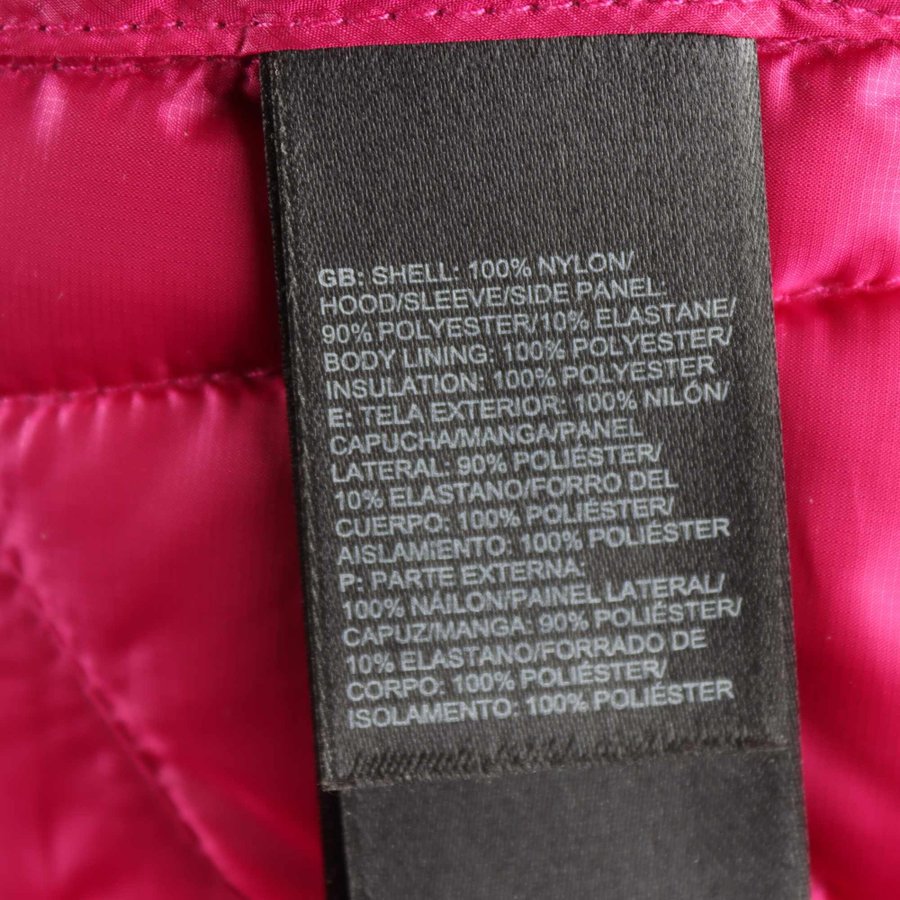 GB: SHELL: 100% NYLON/
HOOD/SLEEVE/SIDE PANEL:
90% POLYESTER/10% ELASTANE/
BODY LINING: 100% POLYESTER/
INSULATION: 100% POLYESTER
E: TELA EXTERIOR: 100% NILÓN/
CAPUCHA/MANGA/PANEL
LATERAL: 90% POLIÉSTER/
10% ELASTANO/FORRO DEL
CUERPO: 100% POLIÉSTER/
AISLAMIENTO: 100% POLIÉSTER
P: PARTE EXTERNA:
100% NÁILON/PAINEL LATERAL/
CAPUZ/MANGA: 90% POLIÉSTER/
10% ELASTANO/FORRADO DE
CORPO: 100% POLIÉSTER/
ISOLAMENTO: 100% POLIÉSTER